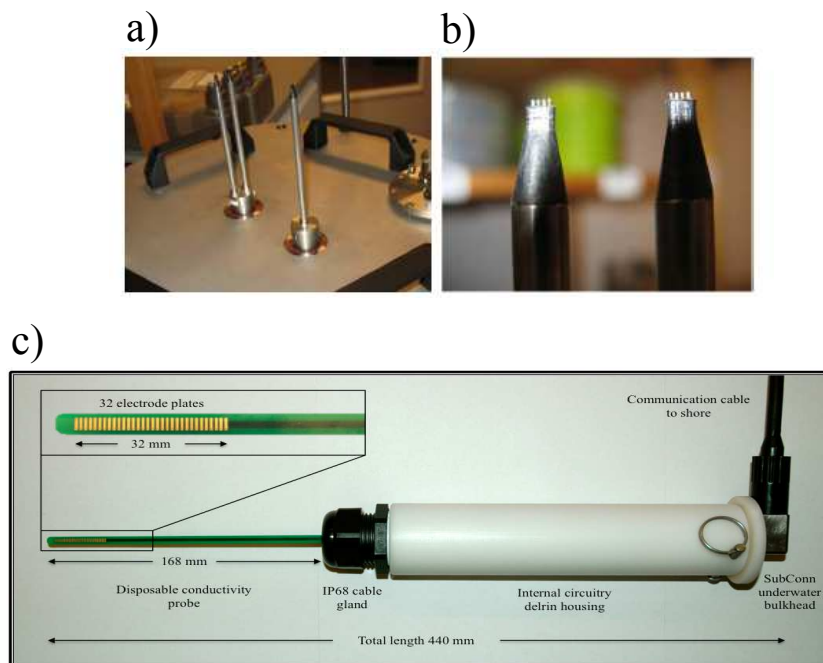 a)
b)
c)
32 electrode plates
32 mm
Communication cable
to shore
168 mm
Disposable conductivity
probe
IP68 cable
gland
Internal circuitry
delrin housing
SubConn
underwater
bulkhead
Total length 440 mm